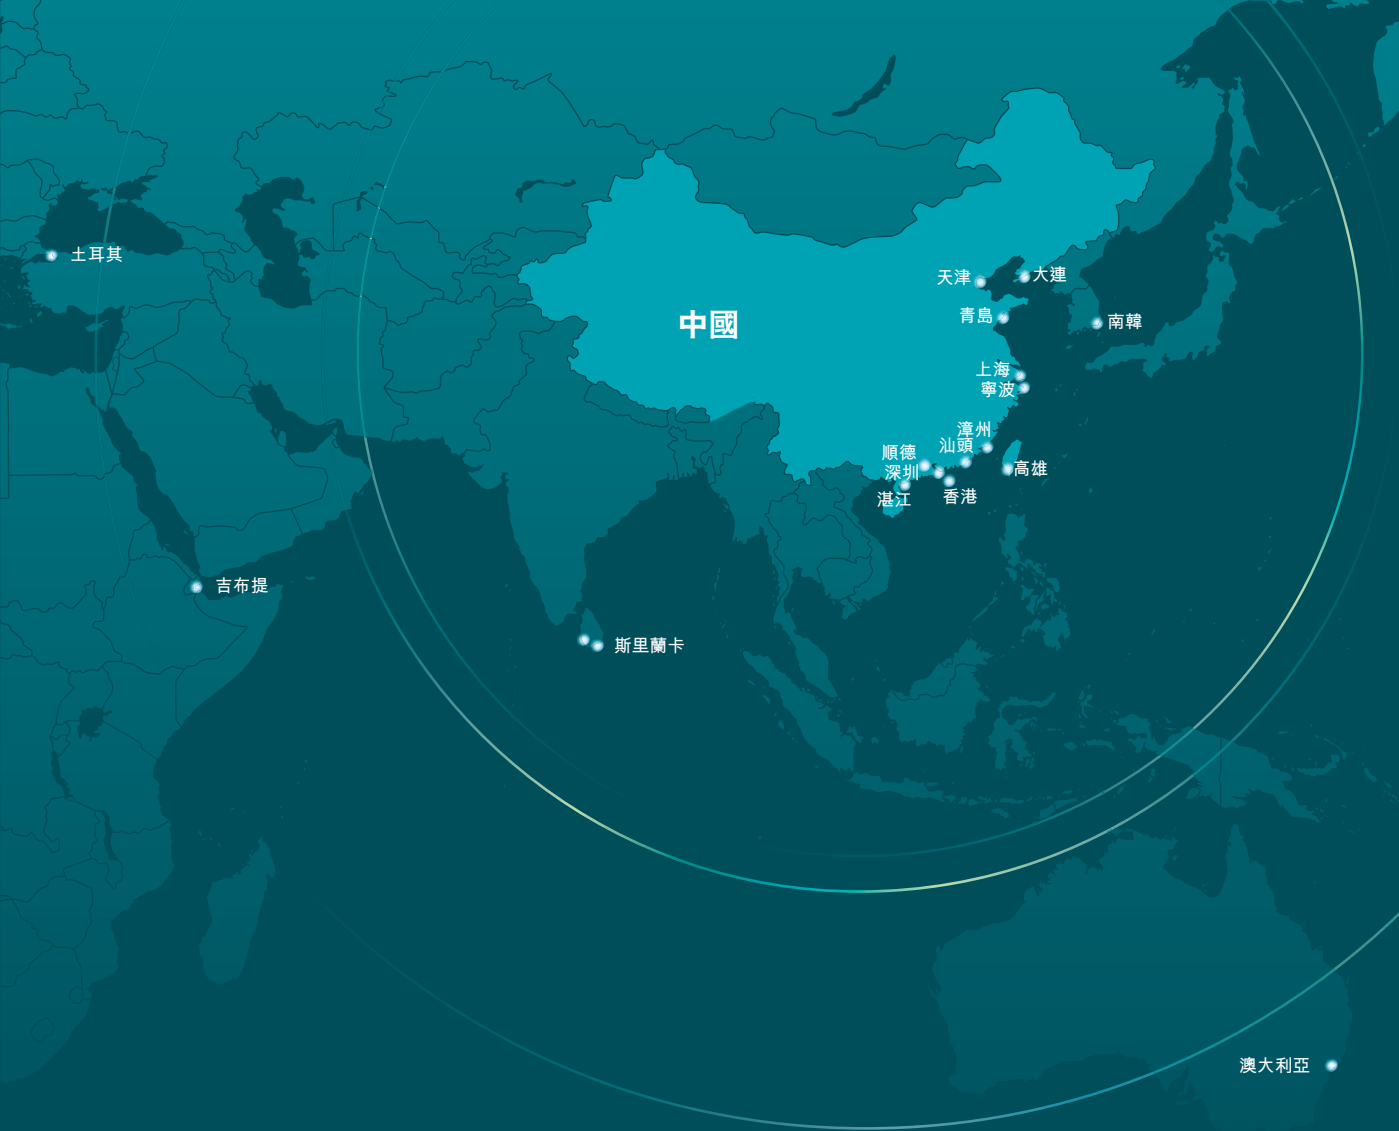 土耳其
天津
大連
青島
中國
南韓
上海
寧波
漳州
汕頭
順德
高雄
深圳
湛江
香港
吉布提
斯里蘭卡
澳大利亞